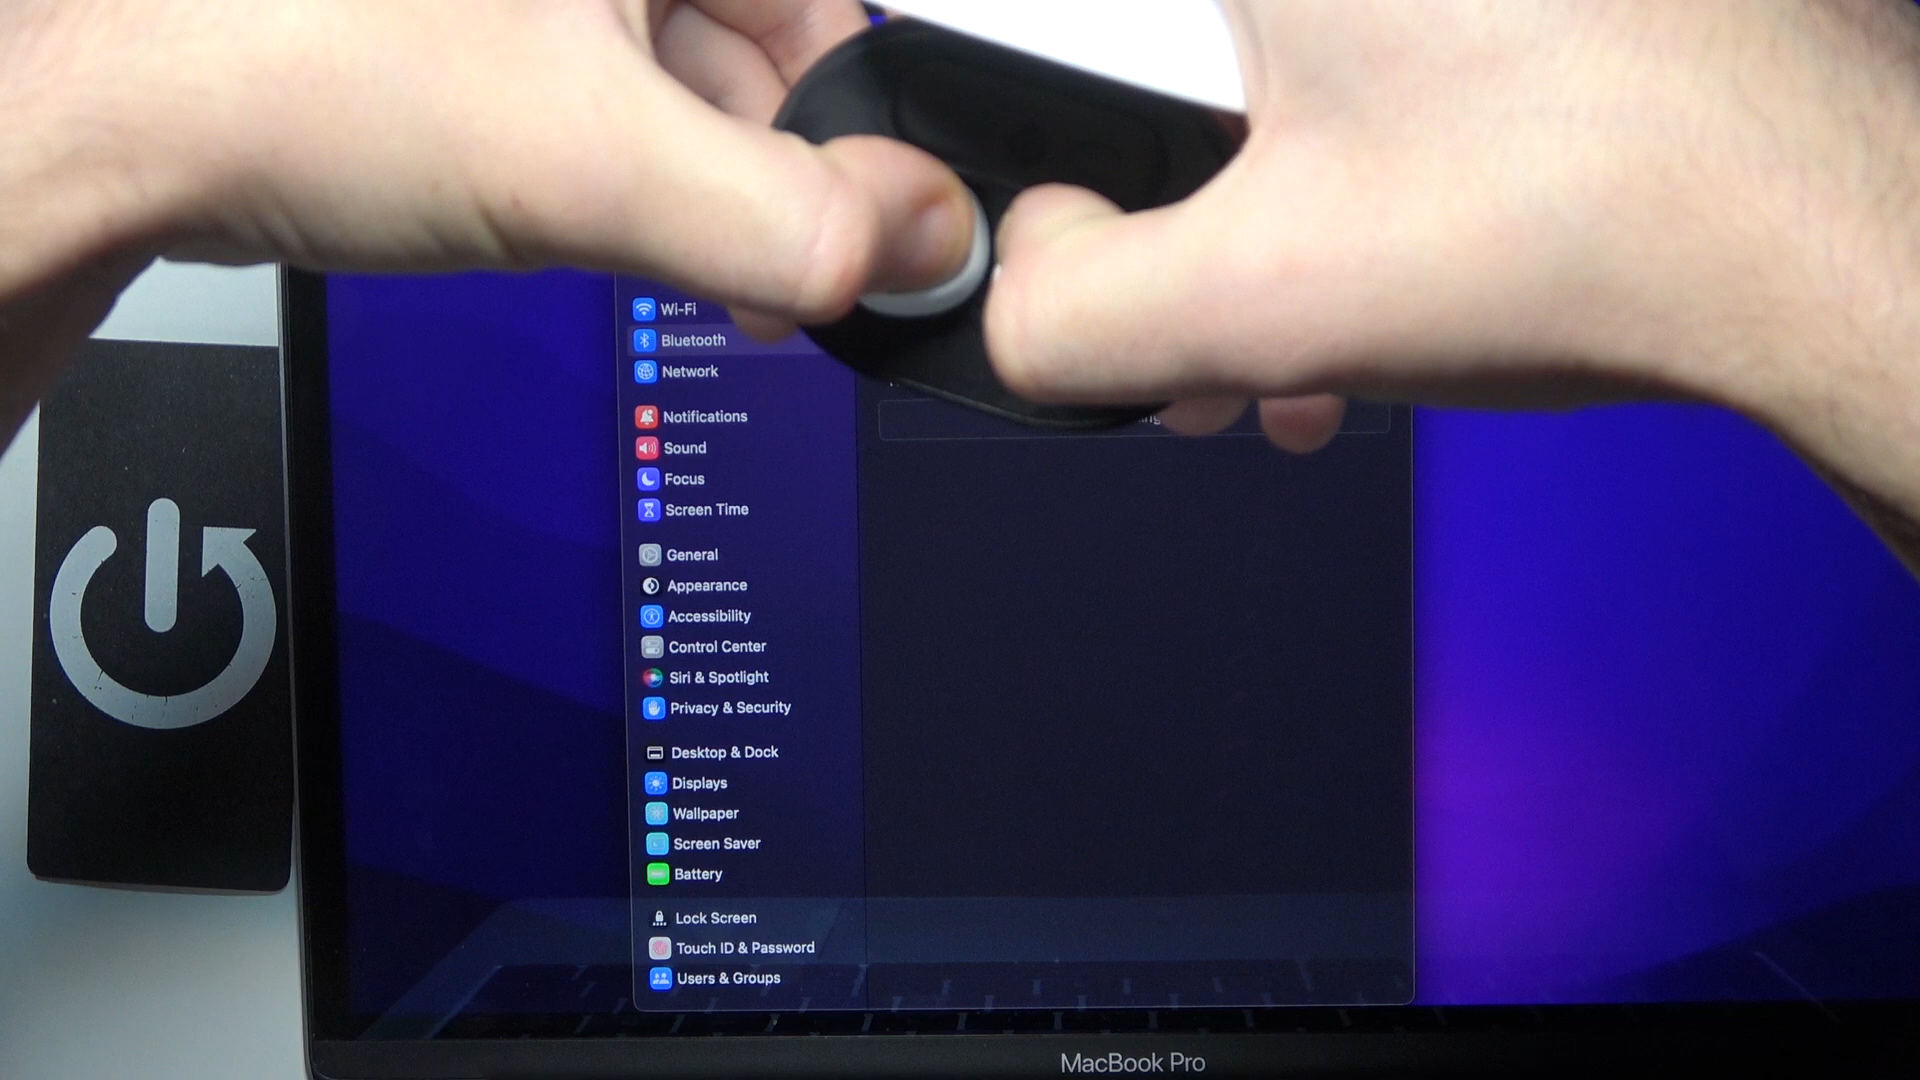 Wi-Fi
Bluetooth
Network
Notifications
Sound
Focus
Screen Time
General
Appearance
Accessibility
Control Center
Siri & Spotlight
Privacy & Security
Desktop & Dock
Displays
Wallpaper
Screen Saver
Battery
Lock Screen
Touch ID & Password
Users & Groups
MacBook Pro